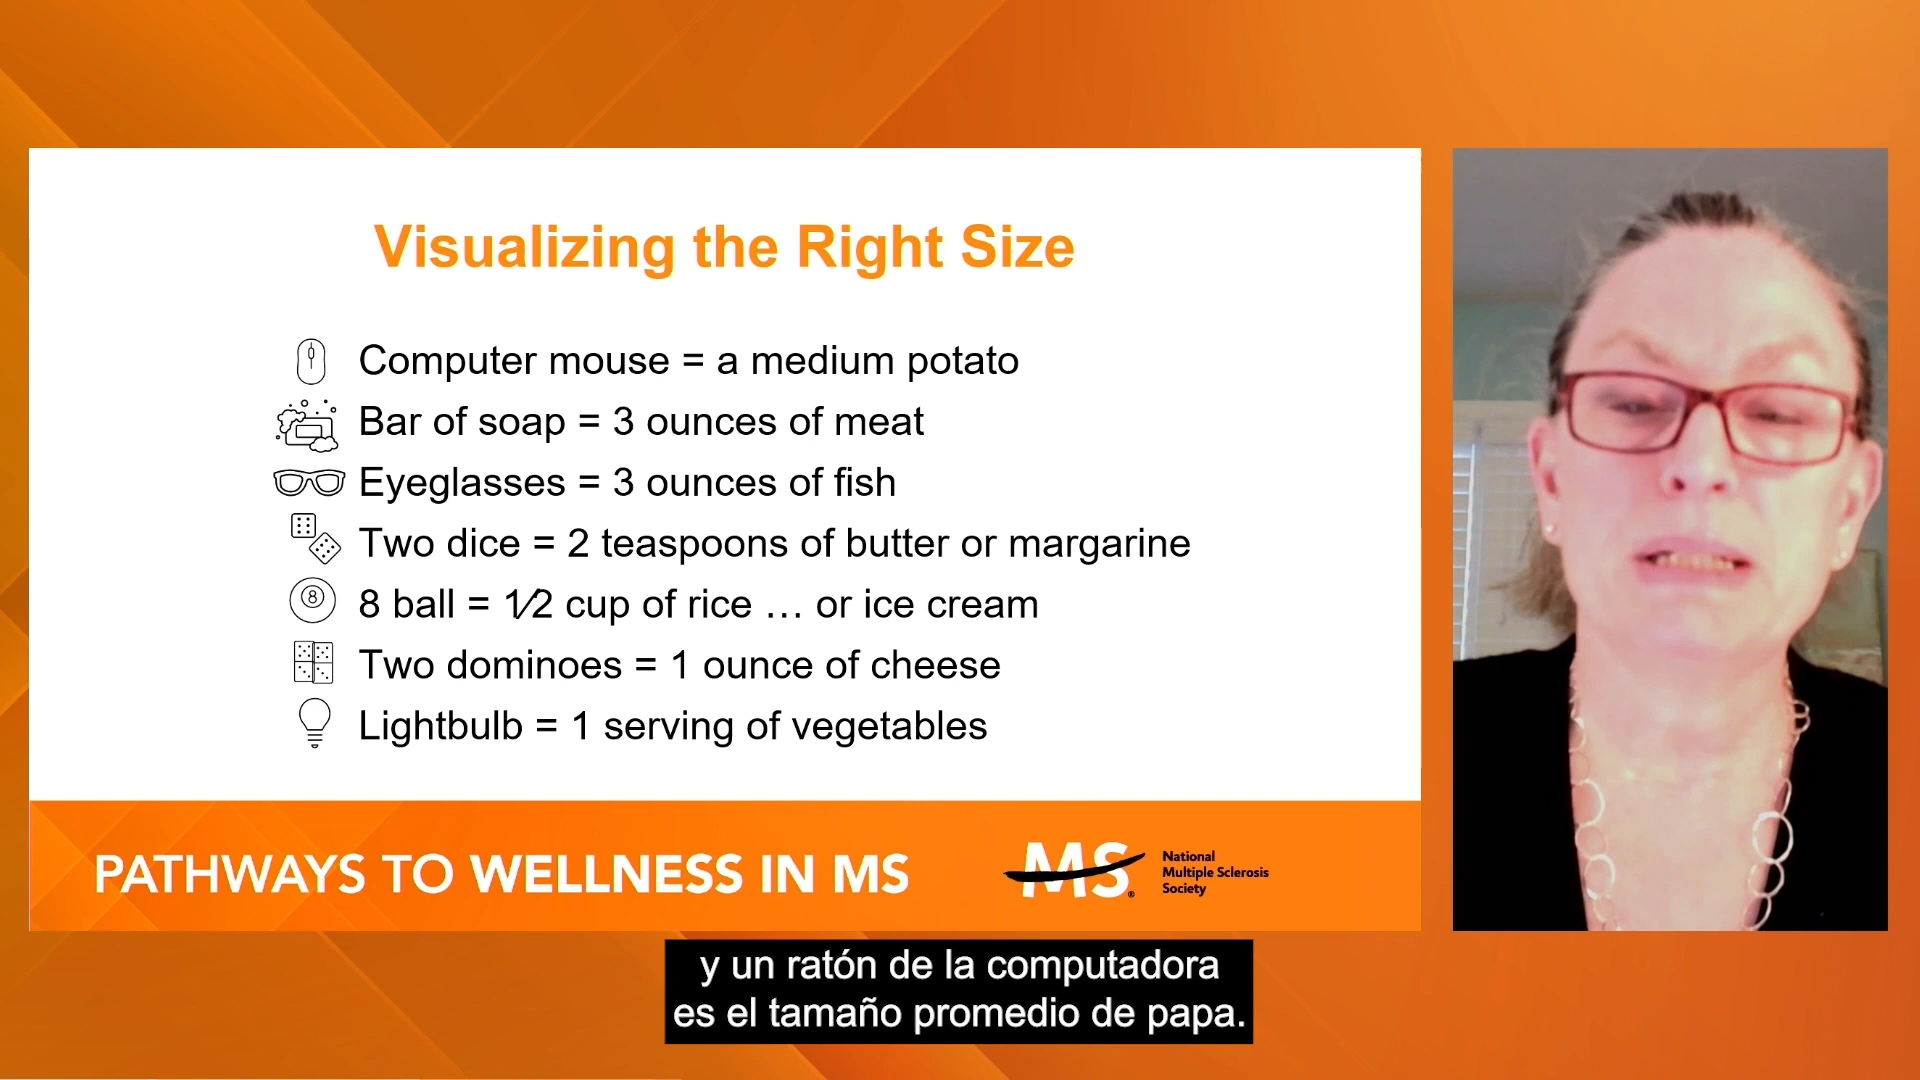 Visualizing the Right Size
Computer mouse = a medium potato
Bar of soap = 3 ounces of meat
Eyeglasses = 3 ounces of fish
Two dice = 2 teaspoons of butter or margarine
8 ball = 1⁄2 cup of rice … or ice cream
8
Two dominoes = 1 ounce of cheese
Lightbulb = 1 serving of vegetables
PATHWAYS TO WELLNESS IN MS
MS®
National
Multiple Sclerosis
Society
y un ratón de la computadora
es el tamaño promedio de papa.